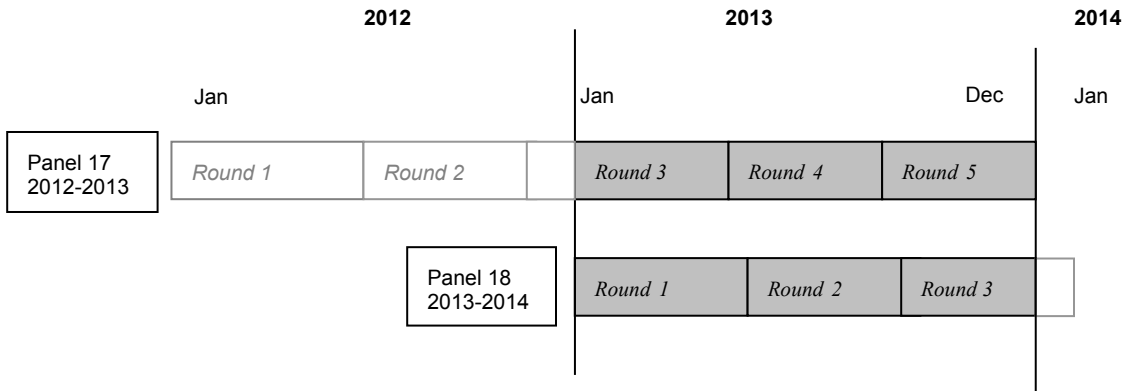 2012
2013
2014
Jan
Jan
Dec
Jan
Panel 17
2012-2013
Round 1
Round 2
Round 3
Round 4
Round 5
Panel 18
2013-2014
Round 1
Round 2
Round 3